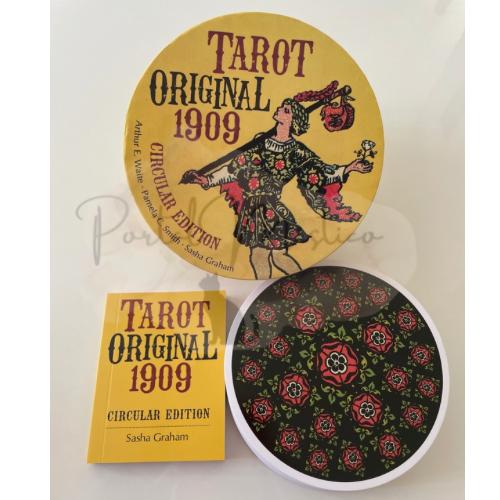 TAROT
ORIGINAL
1909
CIRCULAR EDITION
Arthur E. Waite · Pamela C. Smith · Sasha Graham
TAROT
ORIGINAL
1909
CIRCULAR EDITION
Sasha Graham